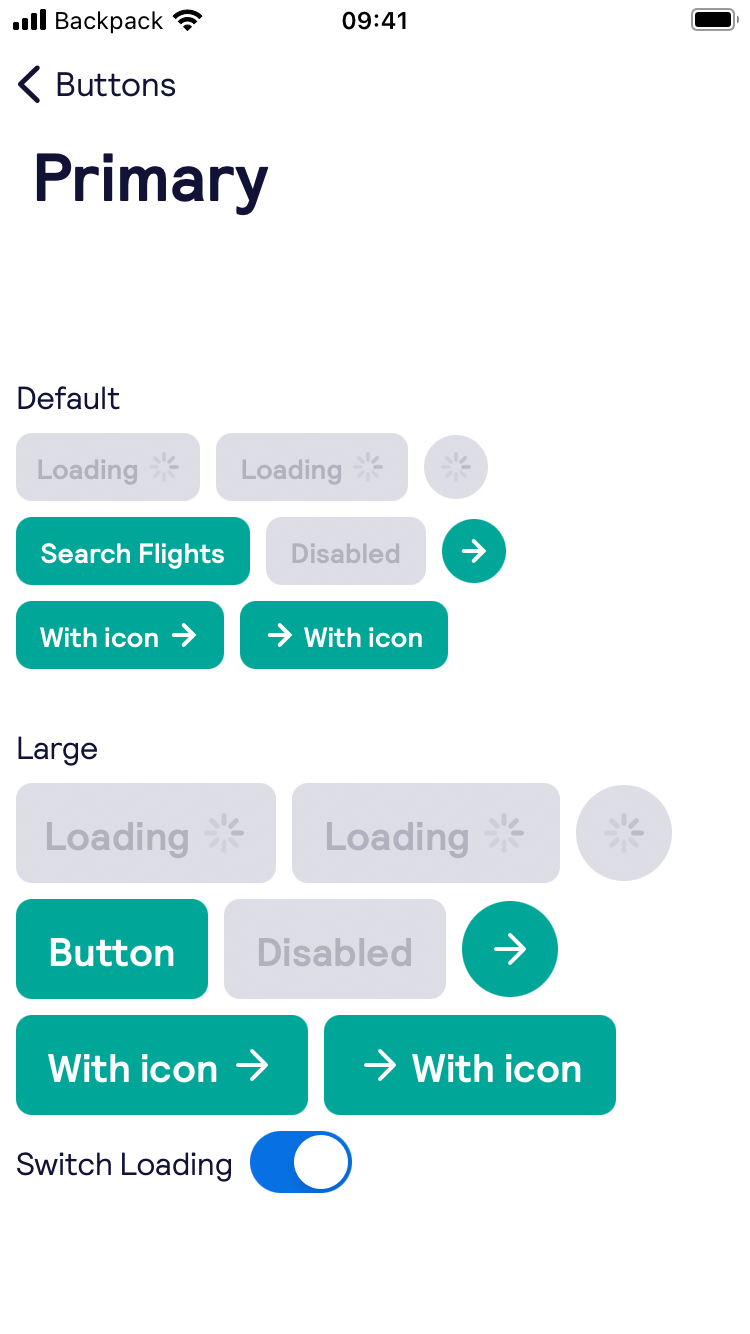 Backpack 09:41
Buttons
Primary
Default
Loading Loading
Search Flights Disabled
With icon With icon
Large
Loading Loading
Button Disabled
With icon With icon
Switch Loading